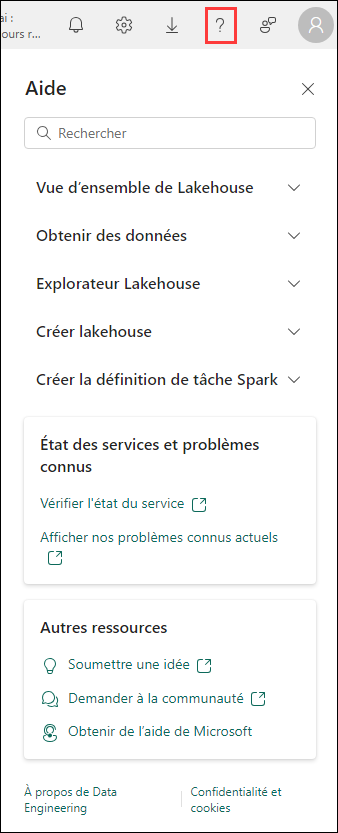 ai :
ours r...
?
Aide
Rechercher
Vue d’ensemble de Lakehouse
Obtenir des données
Explorateur Lakehouse
Créer lakehouse
Créer la définition de tâche Spark
État des services et problèmes
connus
Vérifier l'état du service
Afficher nos problèmes connus actuels
Autres ressources
Soumettre une idée
Demander à la communauté
Obtenir de l’aide de Microsoft
À propos de Data
Engineering
Confidentialité et
cookies